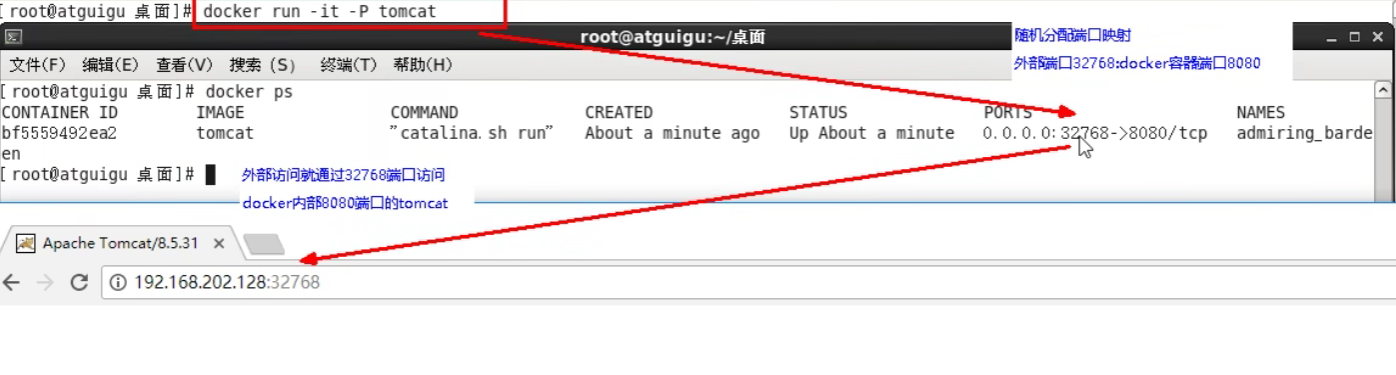 [ root@atguigu 桌面]# docker run -it -P tomcat
root@atguigu:~/桌面
随机分配端口映射
外部端口32768:docker容器端口8080
文件(F) 编辑(E) 查看(V) 搜索 (S) 终端(T) 帮助(H)
[ root@atguigu 桌面]# docker ps
CONTAINER ID IMAGE COMMAND CREATED STATUS PORTS NAMES
bf5559492ea2 tomcat "catalina.sh run" About a minute ago Up About a minute 0.0.0.0:32768->8080/tcp admiring_barde
en
[ root@atguigu 桌面]#
外部访问就通过32768端口访问
docker内部8080端口的tomcat
Apache Tomcat/8.5.31
192.168.202.128:32768